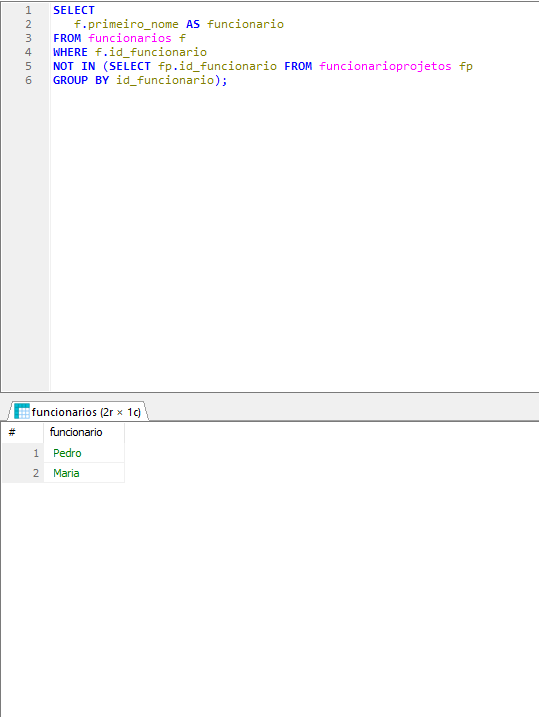 1 SELECT
2 f.primeiro_nome AS funcionario
3 FROM funcionarios f
4 WHERE f.id_funcionario
5 NOT IN (SELECT fp.id_funcionario FROM funcionarioprojetos fp
6 GROUP BY id_funcionario);
funcionarios (2r × 1c)
# funcionario
1 Pedro
2 Maria